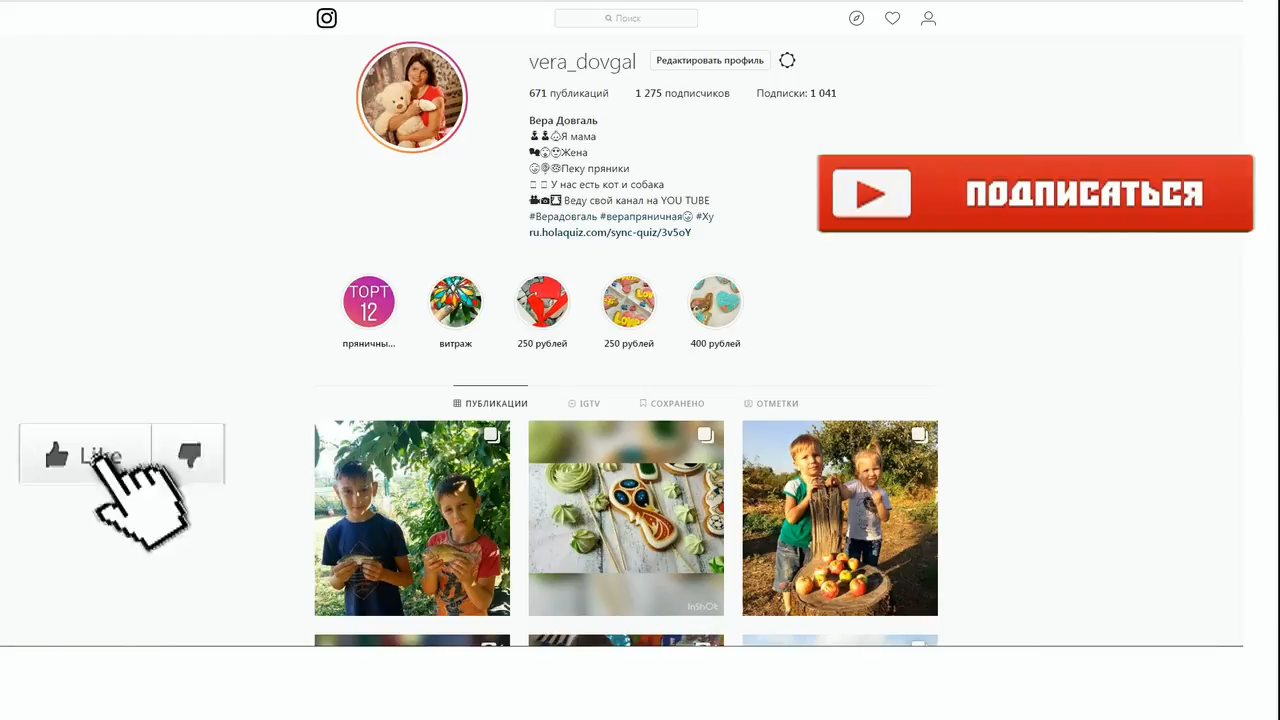 Поиск
vera_dovgal Редактировать профиль
671 публикаций 1 275 подписчиков Подписки: 1 041
Вера Довгаль
Я мама
Жена
Пеку пряники
У нас есть кот и собака
Веду свой канал на YOU TUBE
#Верадовгаль #верапряничная #Ху
ru.holaquiz.com/sync-quiz/3v5oY
ПОДПИСАТЬСЯ
ТОРТ
12
Love
пряничны... витраж 250 рублей 250 рублей 400 рублей
ПУБЛИКАЦИИ IGTV СОХРАНЕНО ОТМЕТКИ
Like
InShOt